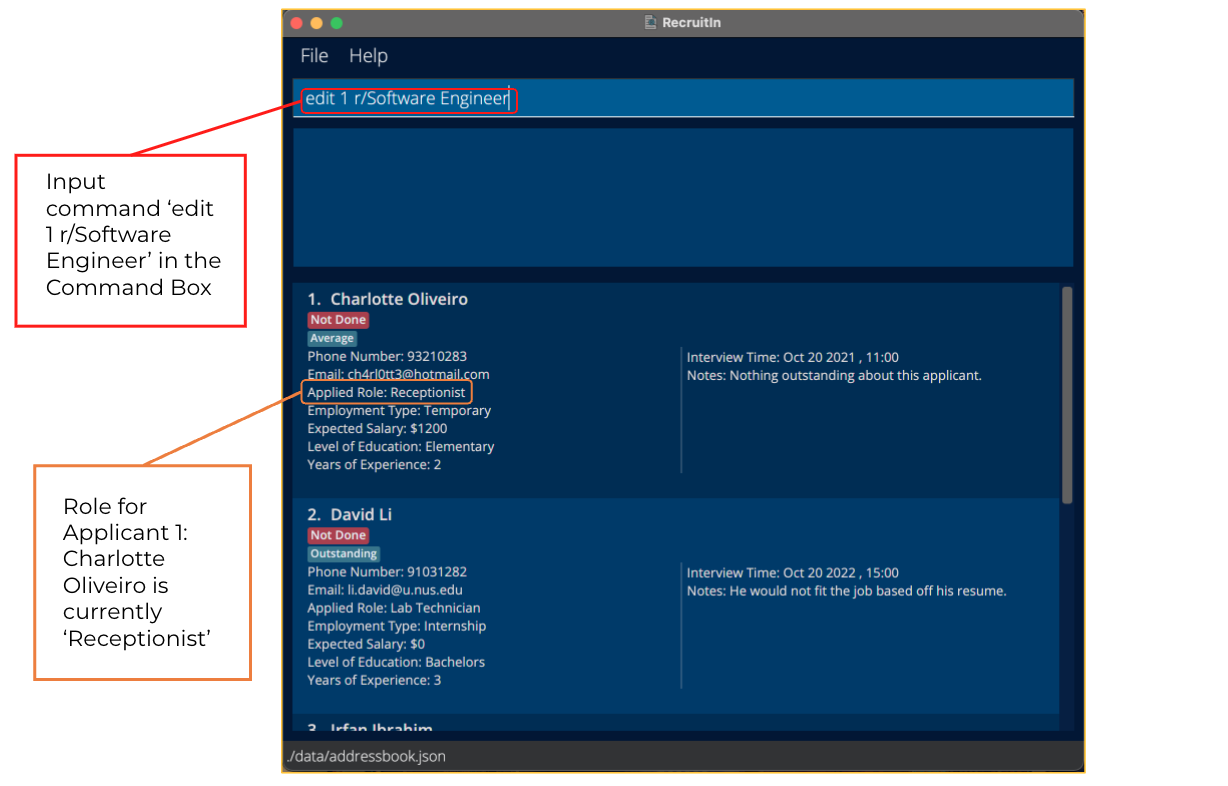 RecruitIn
File Help
edit 1 r/Software Engineer
Input
command ‘edit
1 r/Software
Engineer’ in the
Command Box
1. Charlotte Oliveiro
Not Done
Average
Phone Number: 93210283
Email: ch4rl0tt3@hotmail.com
Applied Role: Receptionist
Employment Type: Temporary
Expected Salary: $1200
Level of Education: Elementary
Years of Experience: 2
Interview Time: Oct 20 2021 , 11:00
Notes: Nothing outstanding about this applicant.
Role for
Applicant 1:
Charlotte
Oliveiro is
currently
‘Receptionist’
2. David Li
Not Done
Outstanding
Phone Number: 91031282
Email: li.david@u.nus.edu
Applied Role: Lab Technician
Employment Type: Internship
Expected Salary: $0
Level of Education: Bachelors
Years of Experience: 3
Interview Time: Oct 20 2022 , 15:00
Notes: He would not fit the job based off his resume.
3. Irfan Ibrahim
./data/addressbook.json